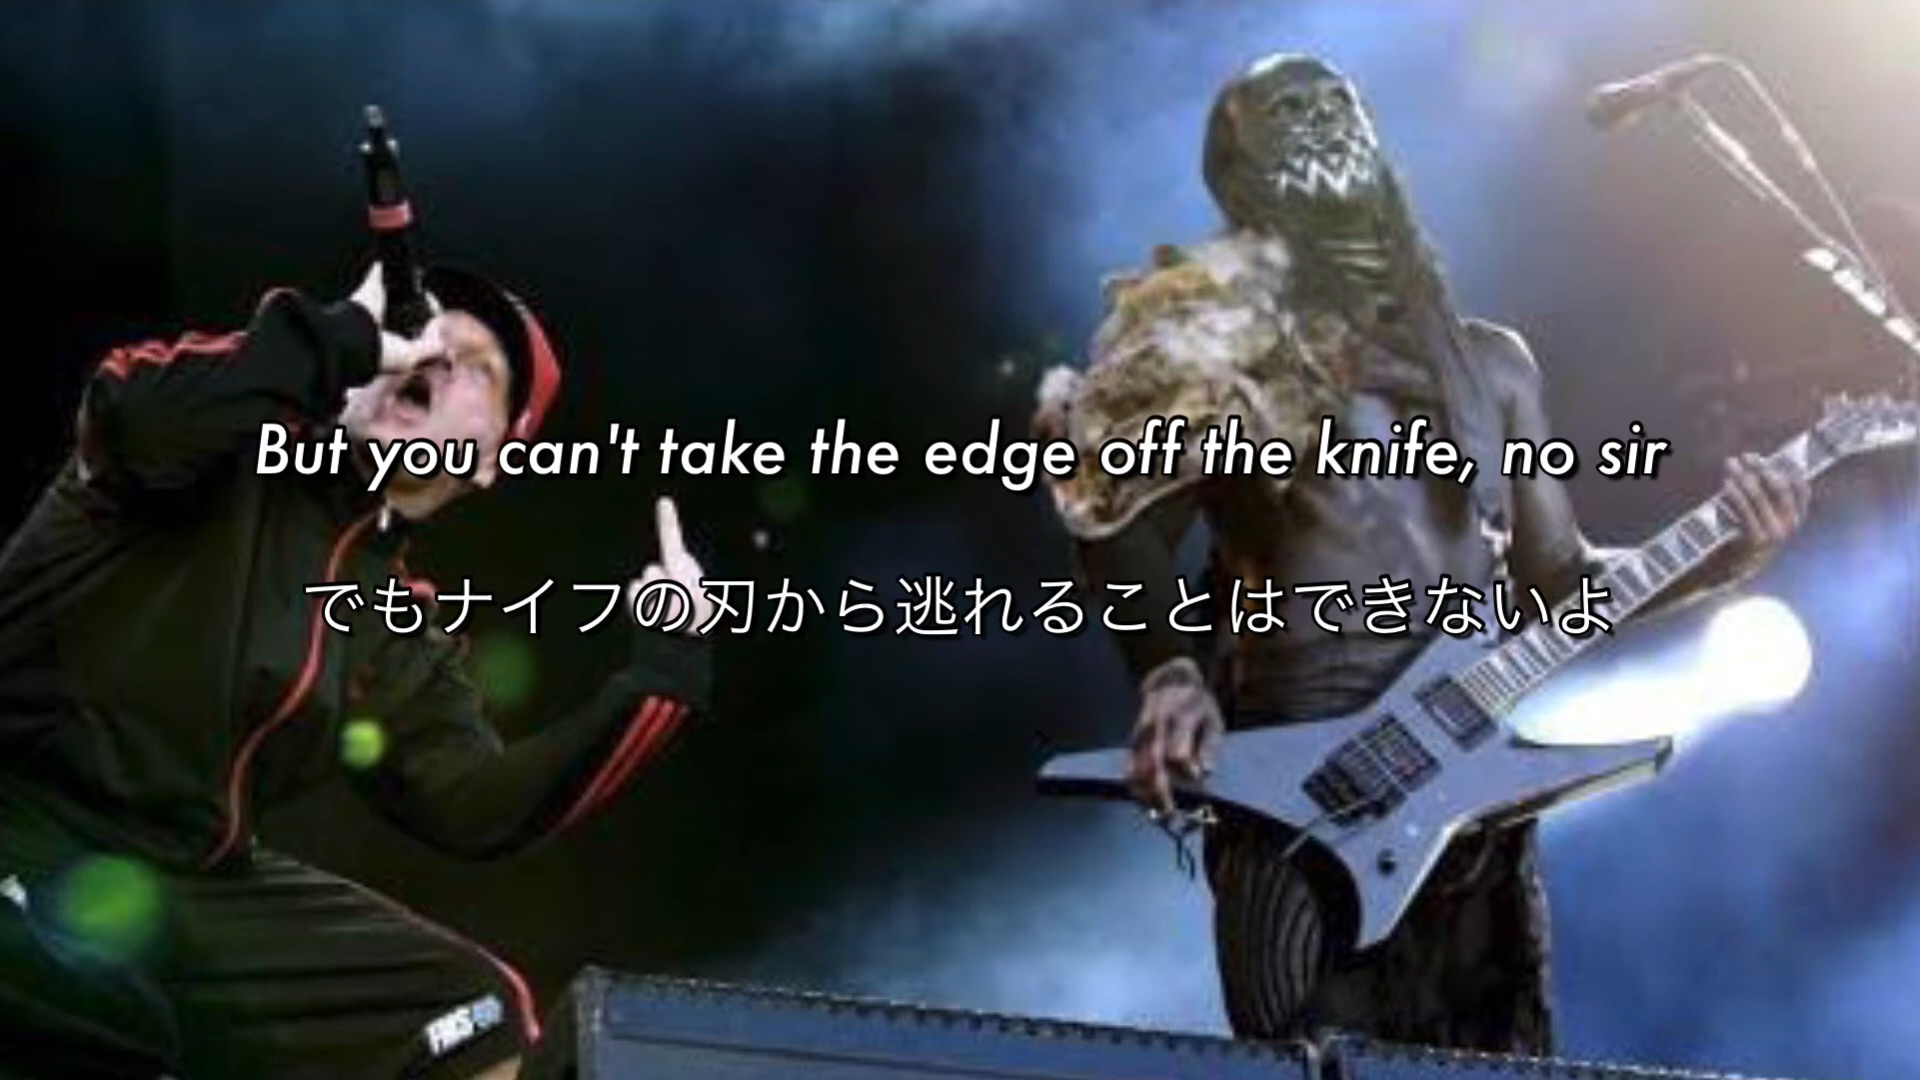 But you can't take the edge off the knife, no sir
でもナイフの刃から逃れることはできないよ